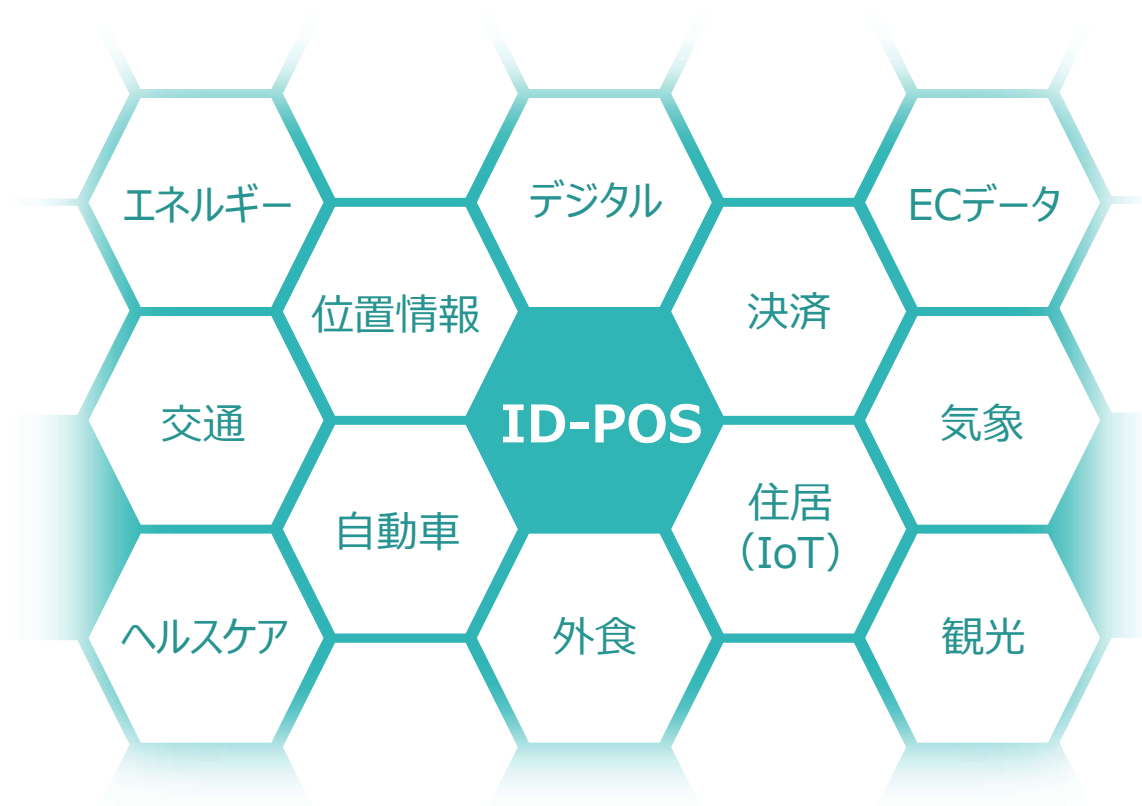 エネルギー
デジタル
ECデータ
位置情報
決済
交通
ID-POS
気象
自動車
住居
（IoT）
ヘルスケア
外食
観光